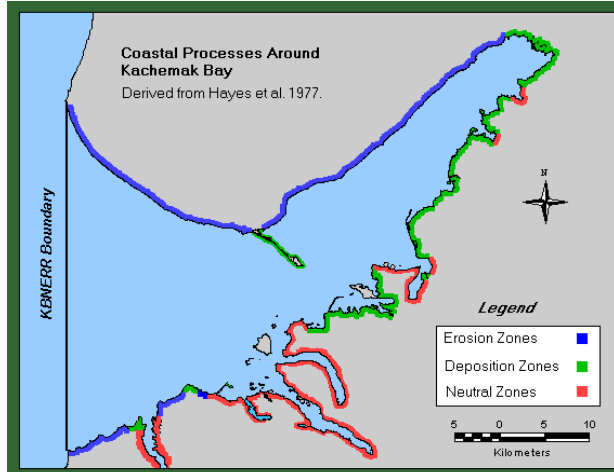 Coastal Processes Around
Kachemak Bay
Derived from Hayes et al. 1977.
KBNERR Boundary
N
Legend
Erosion Zones
Deposition Zones
Neutral Zones
5 0 5 10
Kilometers